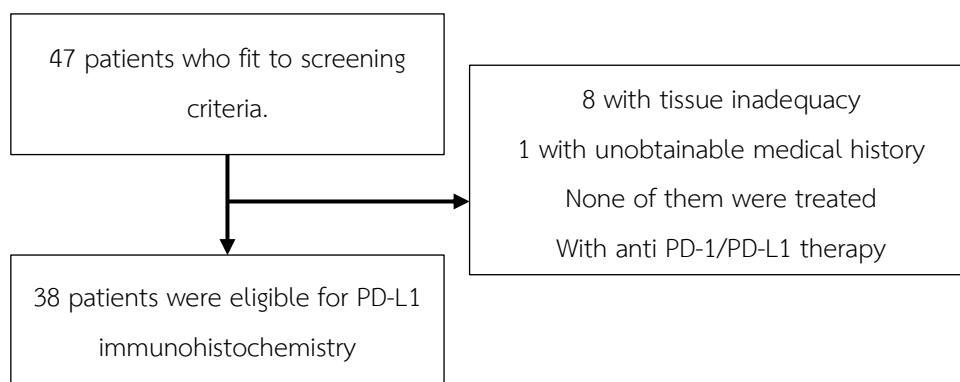 47 patients who fit to screening
criteria.
8 with tissue inadequacy
1 with unobtainable medical history
None of them were treated
With anti PD-1/PD-L1 therapy
38 patients were eligible for PD-L1
immunohistochemistry